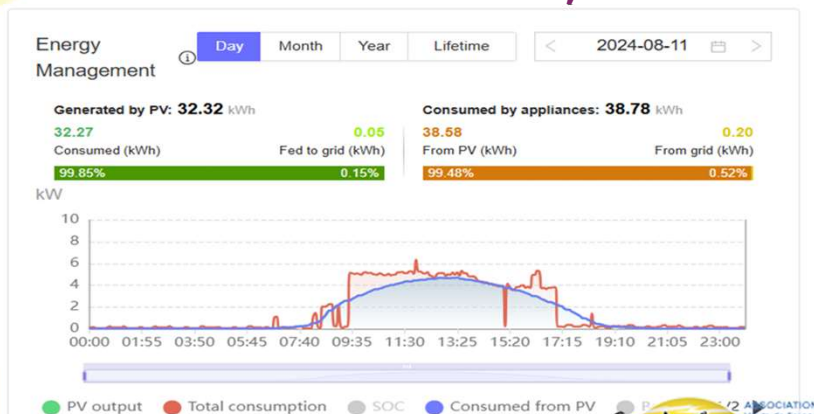 Energy Management
Day Month Year Lifetime < 2024-08-11 >
Generated by PV: 32.32 kWh
32.27 0.05
Consumed (kWh) Fed to grid (kWh)
99.85% 0.15%
Consumed by appliances: 38.78 kWh
38.58 0.20
From PV (kWh) From grid (kWh)
99.48% 0.52%
kW
10
8
6
4
2
0
00:00 01:55 03:50 05:45 07:40 09:35 11:30 13:25 15:20 17:15 19:10 21:05 23:00
PV output Total consumption SOC Consumed from PV
/2 ASSOCIATION